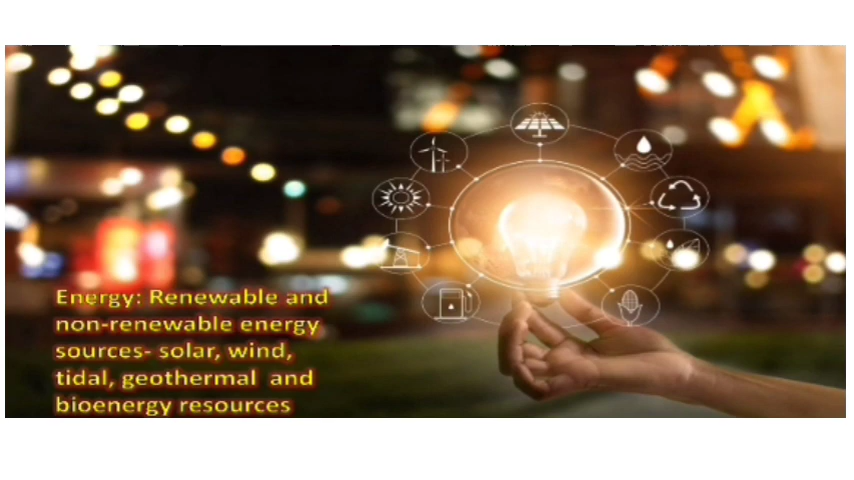 Energy: Renewable and
non-renewable energy
sources- solar, wind,
tidal, geothermal  and
bioenergy resources